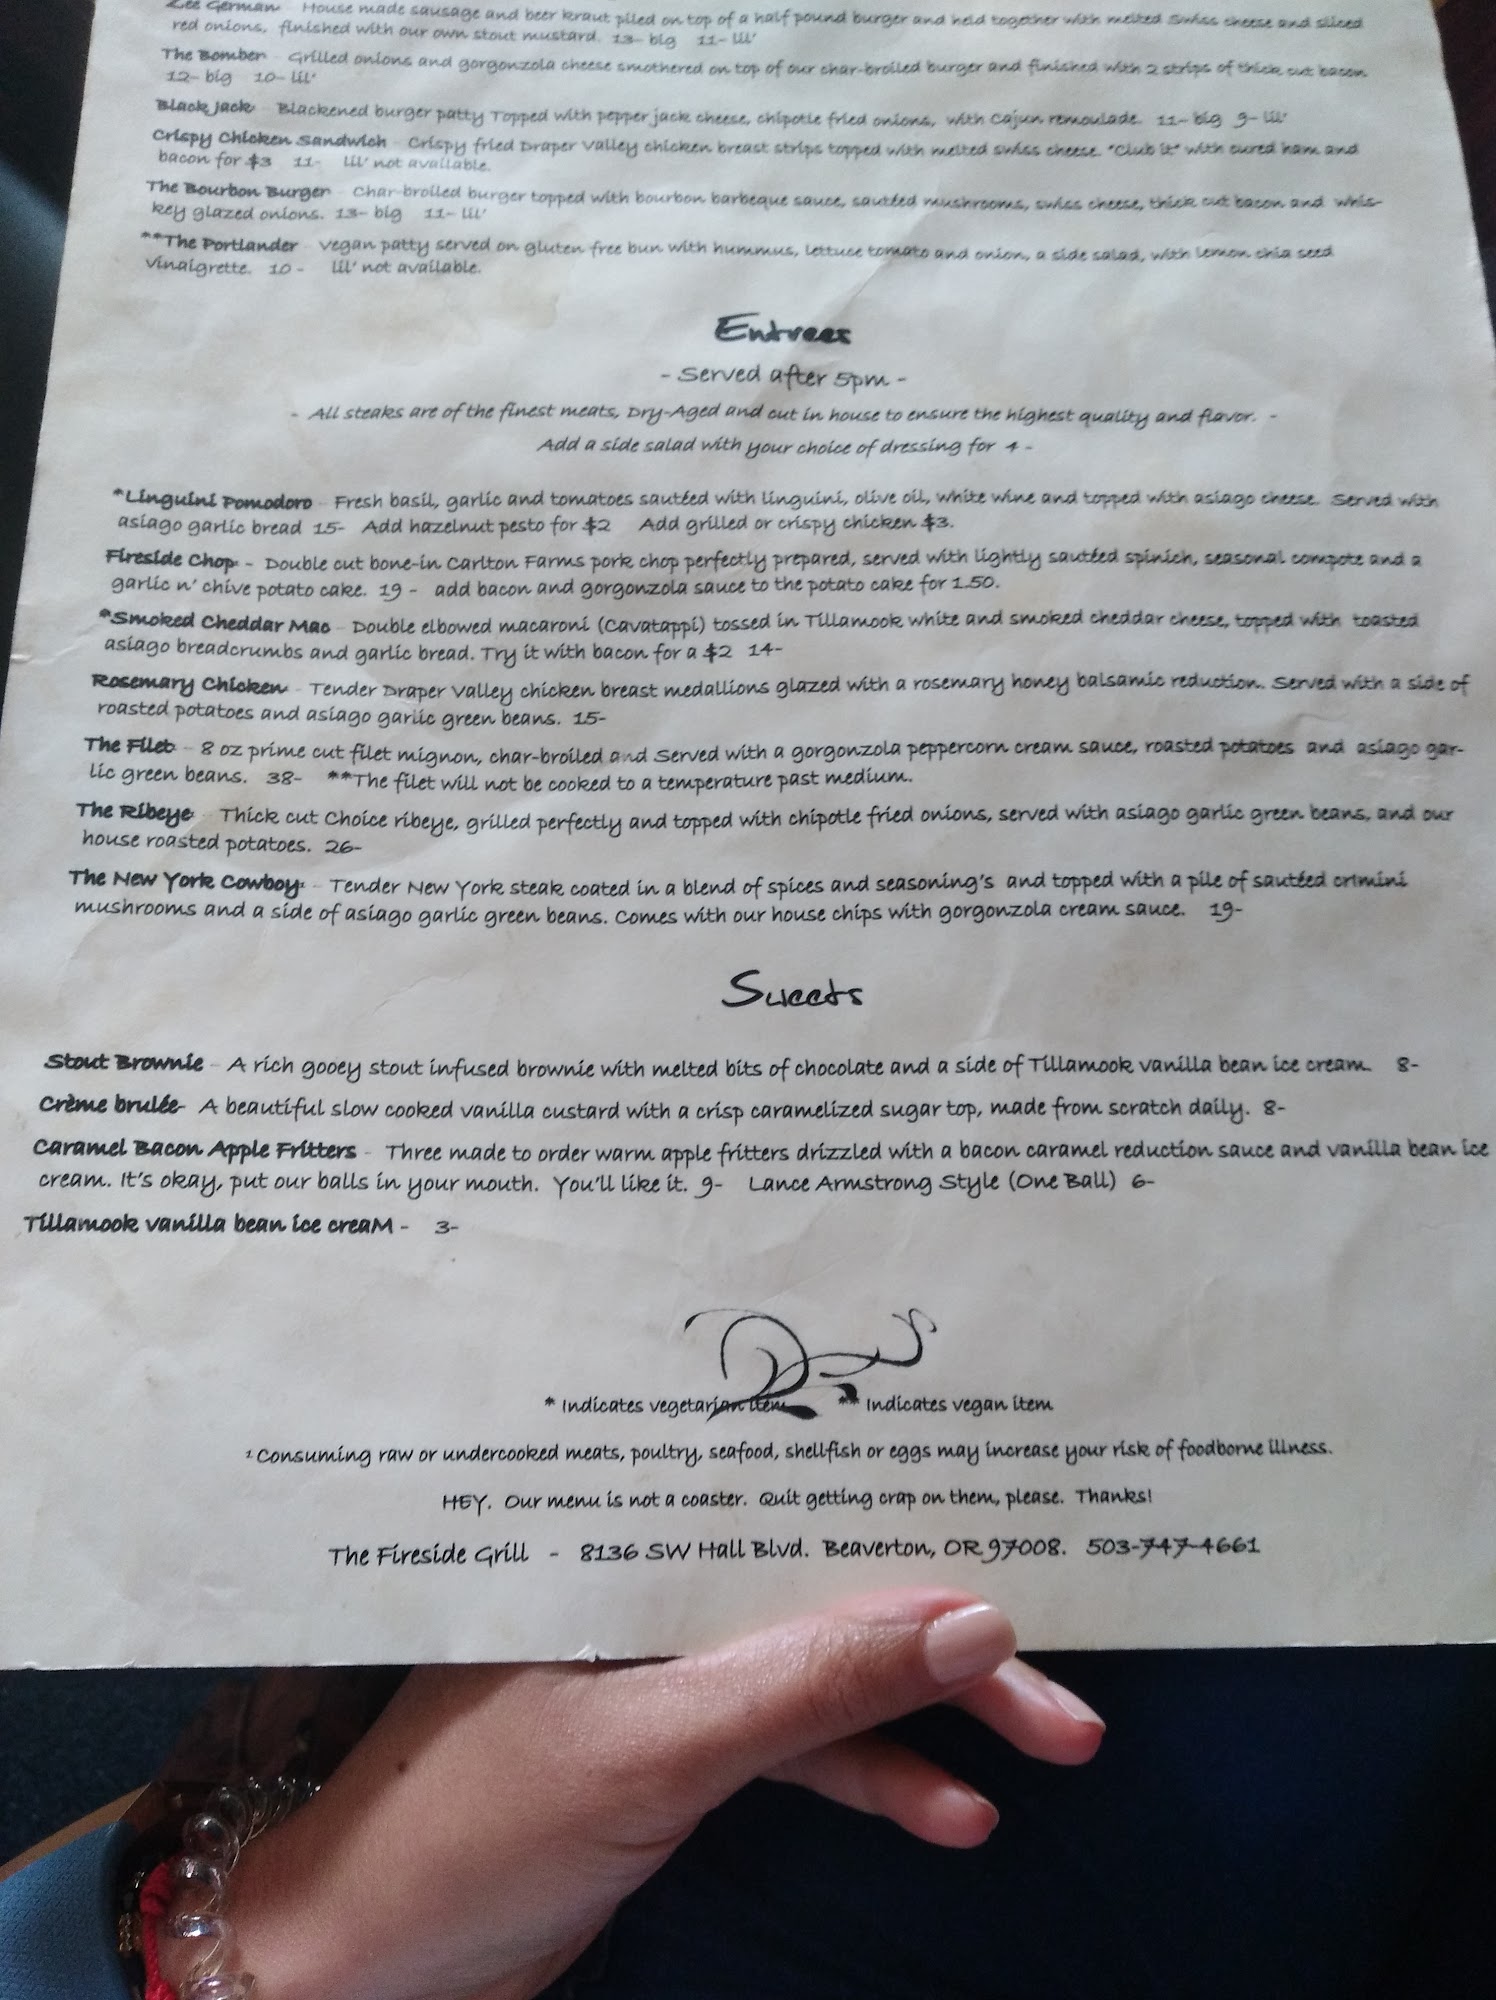 Zee German - House made sausage and beer kraut piled on top of a half pound burger and held together with melted Swiss cheese and sliced
red onions, finished with our own stout mustard. 13- big 11- lil'
The Bomber - Grilled onions and gorgonzola cheese smothered on top of our char-broiled burger and finished with 2 strips of thick cut bacon
12- big 10- lil'
Black Jack - Blackened burger patty Topped with pepper jack cheese, chipotle fried onions, with Cajun remoulade. 11- big 9- lil'
Crispy Chicken Sandwich - Crispy fried Draper Valley chicken breast strips topped with melted swiss cheese. "Club it" with cured ham and
bacon for $3 11- lil' not available.
The Bourbon Burger - Char-broiled burger topped with bourbon barbeque sauce, sautéed mushrooms, swiss cheese, thick cut bacon and whis-
key glazed onions. 13- big 11- lil'
**The Portlander - vegan patty served on gluten free bun with hummus, lettuce tomato and onion, a side salad, with lemon chia seed
vinaigrette. 10 - lil' not available.
Entrees
- Served after 5pm -
- All steaks are of the finest meats, Dry-Aged and cut in house to ensure the highest quality and flavor. -
Add a side salad with your choice of dressing for 4 -
*Linguini Pomodoro - Fresh basil, garlic and tomatoes sautéed with linguini, olive oil, white wine and topped with asiago cheese. Served with
asiago garlic bread 15- Add hazelnut pesto for $2 Add grilled or crispy chicken $3.
Fireside Chop - Double cut bone-in Carlton Farms pork chop perfectly prepared, served with lightly sautéed spinich, seasonal compote and a
garlic n' chive potato cake. 19 - add bacon and gorgonzola sauce to the potato cake for 1.50.
*Smoked Cheddar Mac - Double elbowed macaroni (Cavatappi) tossed in Tillamook white and smoked cheddar cheese, topped with toasted
asiago breadcrumbs and garlic bread. Try it with bacon for a $2 14-
Rosemary Chicken - Tender Draper Valley chicken breast medallions glazed with a rosemary honey balsamic reduction. Served with a side of
roasted potatoes and asiago garlic green beans. 15-
The Filet - 8 oz prime cut filet mignon, char-broiled and Served with a gorgonzola peppercorn cream sauce, roasted potatoes and asiago gar-
lic green beans. 38- **The filet will not be cooked to a temperature past medium.
The Ribeye - Thick cut Choice ribeye, grilled perfectly and topped with chipotle fried onions, served with asiago garlic green beans, and our
house roasted potatoes. 26-
The New York Cowboy: - Tender New York steak coated in a blend of spices and seasoning's and topped with a pile of sautéed crimini
mushrooms and a side of asiago garlic green beans. Comes with our house chips with gorgonzola cream sauce. 19-
Sweets
Stout Brownie - A rich gooey stout infused brownie with melted bits of chocolate and a side of Tillamook vanilla bean ice cream. 8-
Crème brulée- A beautiful slow cooked vanilla custard with a crisp caramelized sugar top, made from scratch daily. 8-
Caramel Bacon Apple Fritters - Three made to order warm apple fritters drizzled with a bacon caramel reduction sauce and vanilla bean ice
cream. It's okay, put our balls in your mouth. You'll like it. 9- Lance Armstrong Style (One Ball) 6-
Tillamook vanilla bean ice creaM - 3-
* Indicates vegetarian item ** Indicates vegan item
¹ Consuming raw or undercooked meats, poultry, seafood, shellfish or eggs may increase your risk of foodborne illness.
HEY. Our menu is not a coaster. Quit getting crap on them, please. Thanks!
The Fireside Grill - 8136 SW Hall Blvd. Beaverton, OR 97008. 503-747-4661